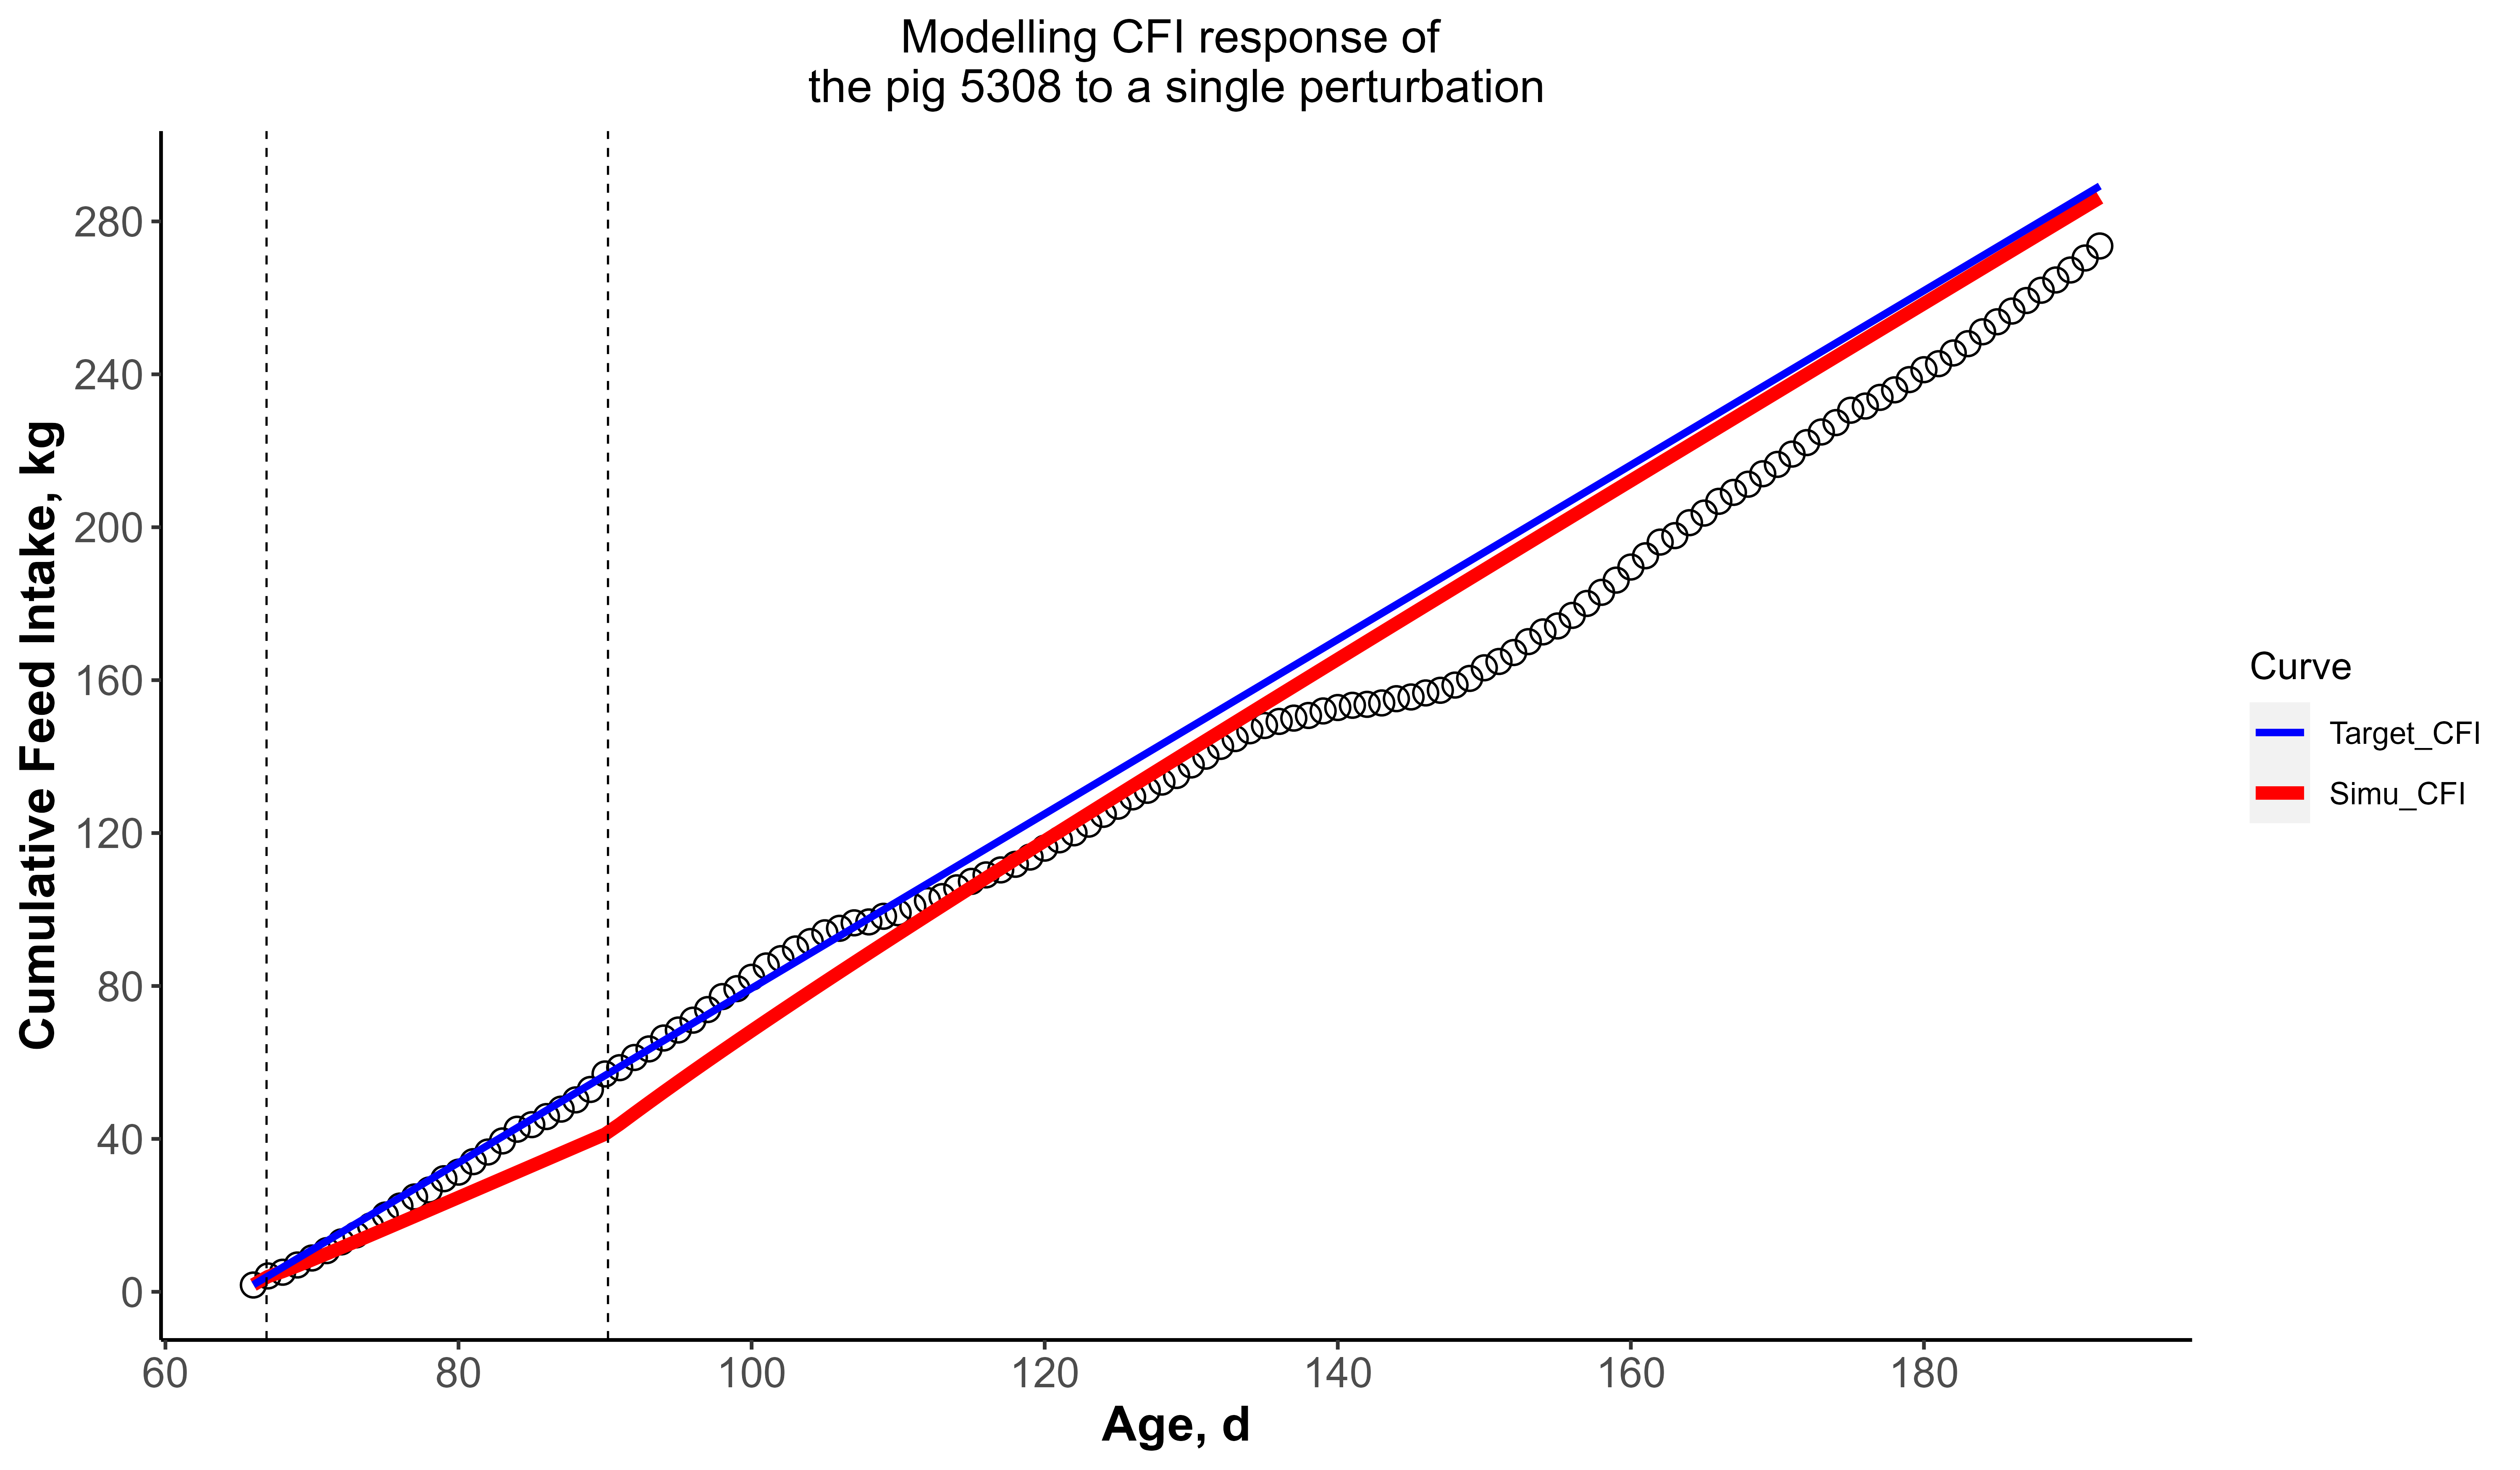 Modelling CFI response of
the pig 5308 to a single perturbation
Cumulative Feed Intake, kg
280
240
200
160
120
80
40
0
60 80 100 120 140 160 180
Age, d
Curve
Target_CFI
Simu_CFI